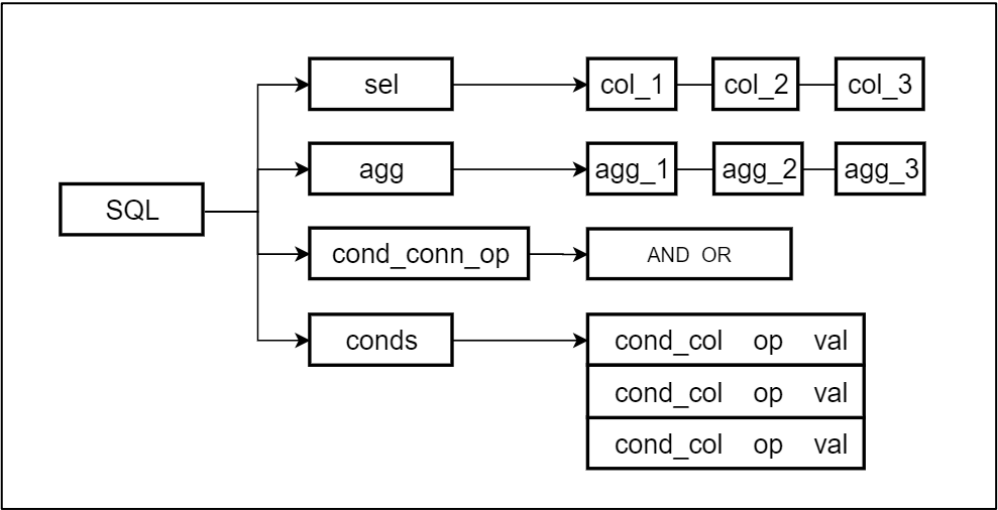 sel col_1 col_2 col_3
agg agg_1 agg_2 agg_3
SQL
cond_conn_op AND OR
conds cond_col op val
cond_col op val
cond_col op val